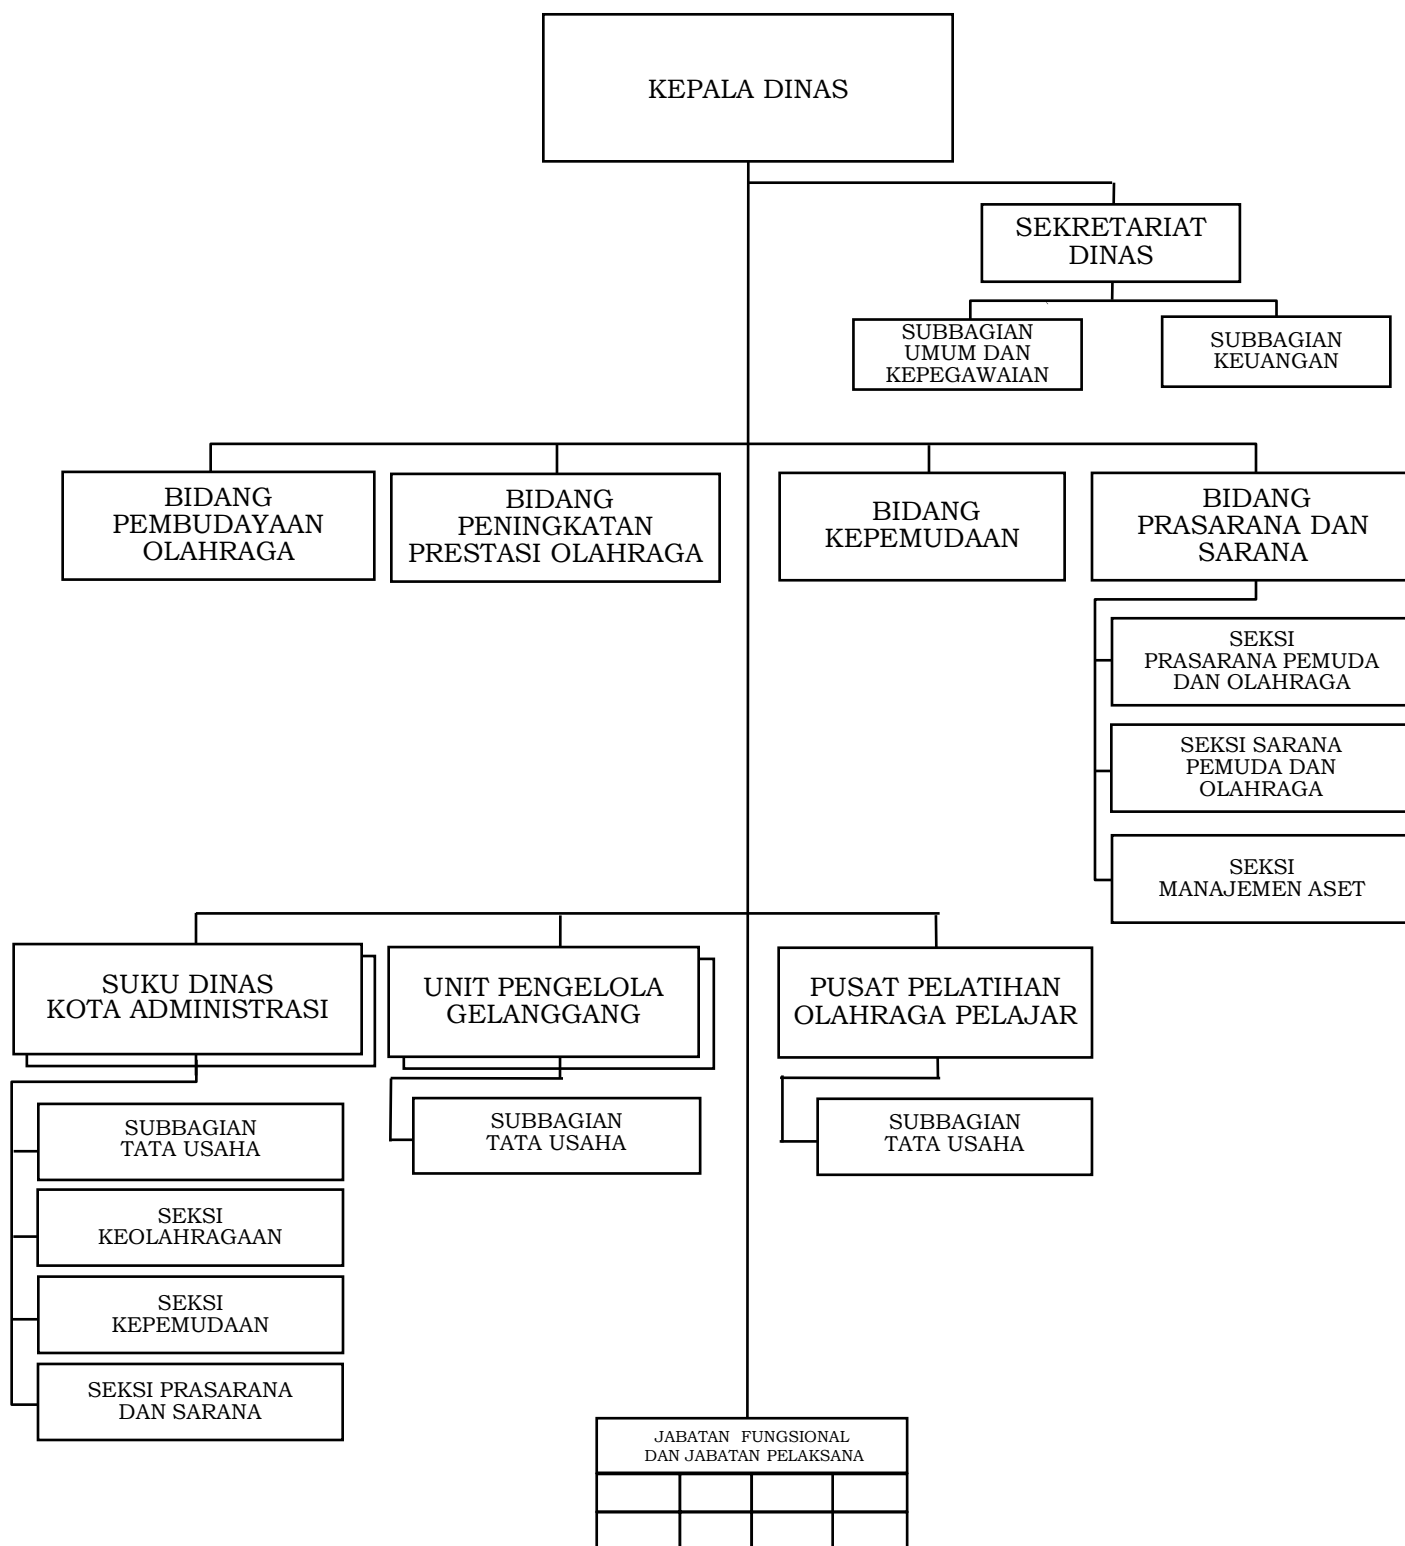 KEPALA DINAS
SEKRETARIAT
DINAS
SUBBAGIAN
UMUM DAN
KEPEGAWAIAN
SUBBAGIAN
KEUANGAN
BIDANG
PEMBUDAYAAN
OLAHRAGA
BIDANG
PENINGKATAN
PRESTASI OLAHRAGA
BIDANG
KEPEMUDAAN
BIDANG
PRASARANA DAN
SARANA
SEKSI
PRASARANA PEMUDA
DAN OLAHRAGA
SEKSI SARANA
PEMUDA DAN
OLAHRAGA
SEKSI
MANAJEMEN ASET
SUKU DINAS
KOTA ADMINISTRASI
SUBBAGIAN
TATA USAHA
SEKSI
KEOLAHRAGAAN
SEKSI
KEPEMUDAAN
SEKSI PRASARANA
DAN SARANA
UNIT PENGELOLA
GELANGGANG
SUBBAGIAN
TATA USAHA
PUSAT PELATIHAN
OLAHRAGA PELAJAR
SUBBAGIAN
TATA USAHA
JABATAN FUNGSIONAL
DAN JABATAN PELAKSANA